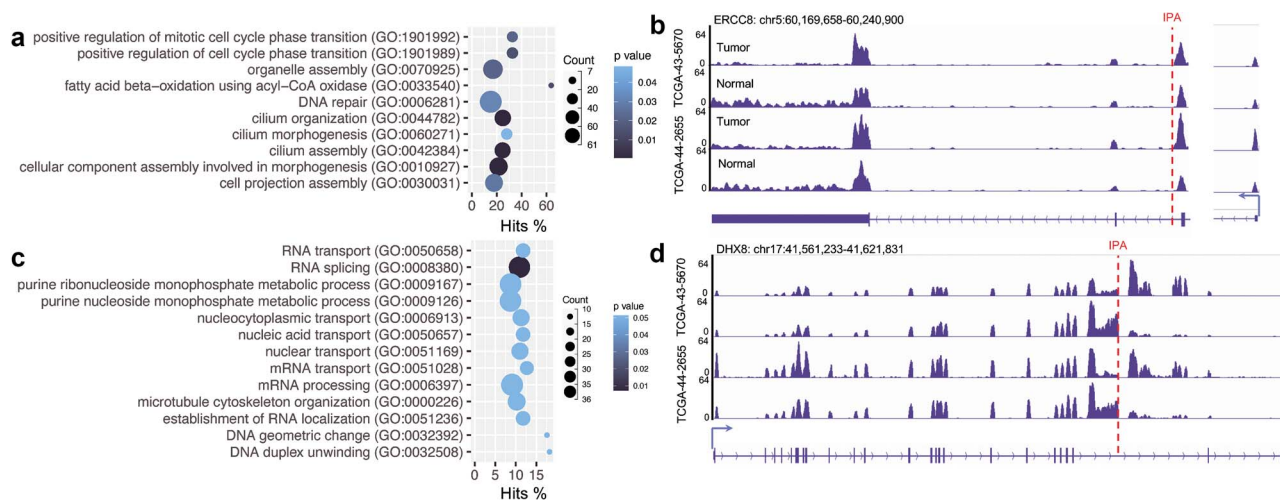 a
positive regulation of mitotic cell cycle phase transition (GO:1901992)
positive regulation of cell cycle phase transition (GO:1901989)
organelle assembly (GO:0070925)
fatty acid beta−oxidation using acyl−CoA oxidase (GO:0033540)
DNA repair (GO:0006281)
cilium organization (GO:0044782)
cilium morphogenesis (GO:0060271)
cilium assembly (GO:0042384)
cellular component assembly involved in morphogenesis (GO:0010927)
cell projection assembly (GO:0030031)
0 20 40 60
Hits %
Count
7
20
40
60
61
p value
0.04
0.03
0.02
0.01
b
ERCC8: chr5:60,169,658-60,240,900
IPA
TCGA-43-5670
TCGA-44-2655
64
Tumor
0
64
Normal
0
64
Tumor
0
64
Normal
0
c
RNA transport (GO:0050658)
RNA splicing (GO:0008380)
purine ribonucleoside monophosphate metabolic process (GO:0009167)
purine nucleoside monophosphate metabolic process (GO:0009126)
nucleocytoplasmic transport (GO:0006913)
nucleic acid transport (GO:0050657)
nuclear transport (GO:0051169)
mRNA transport (GO:0051028)
mRNA processing (GO:0006397)
microtubule cytoskeleton organization (GO:0000226)
establishment of RNA localization (GO:0051236)
DNA geometric change (GO:0032392)
DNA duplex unwinding (GO:0032508)
0 5 10 15
Hits %
Count
10
10
15
20
25
30
35
36
p value
0.05
0.04
0.03
0.02
0.01
d
DHX8: chr17:41,561,233-41,621,831
IPA
TCGA-43-5670
TCGA-44-2655
64
0
64
0
64
0
64
0